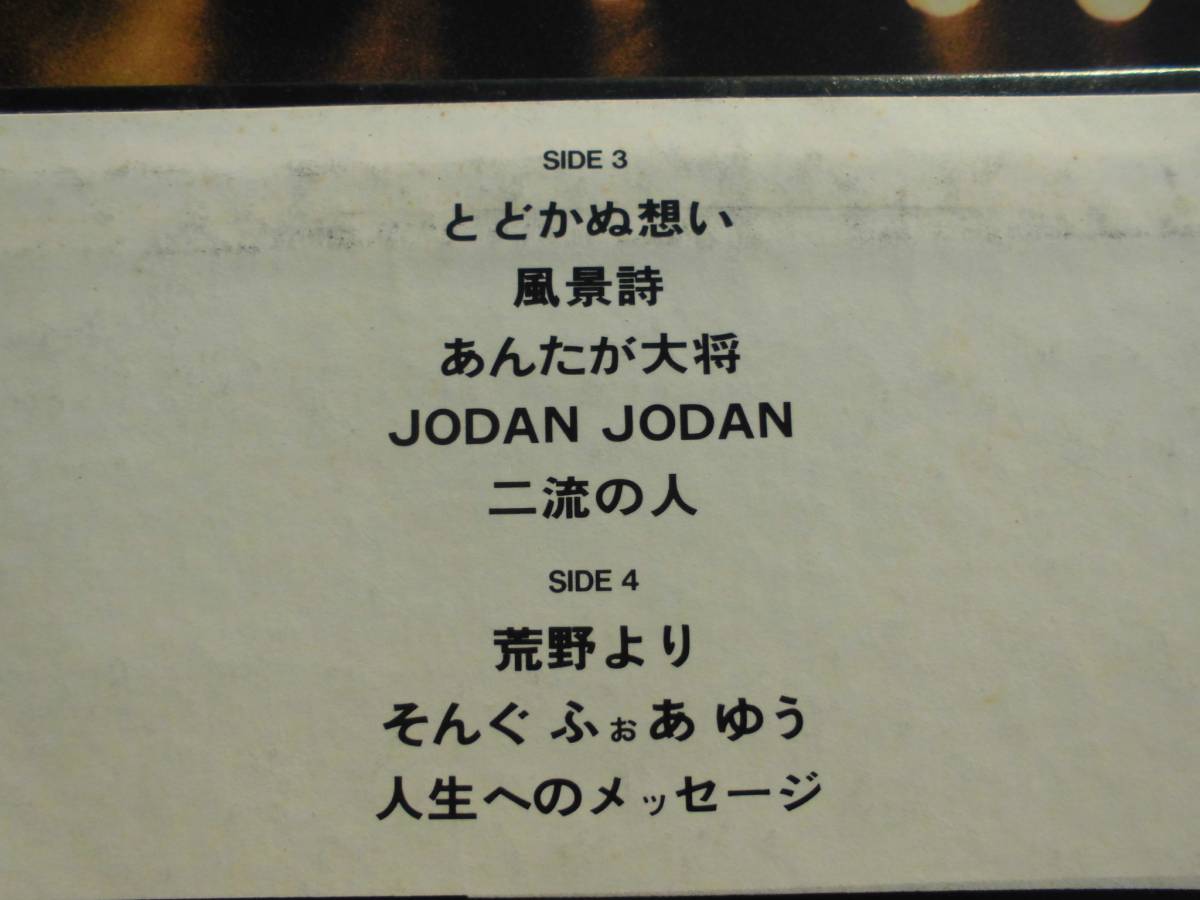 SIDE 3
とどかぬ想い
風景詩
あんたが大将
JODAN JODAN
二流の人
SIDE 4
荒野より
そんぐ ふぉあ ゆう
人生へのメッセージ